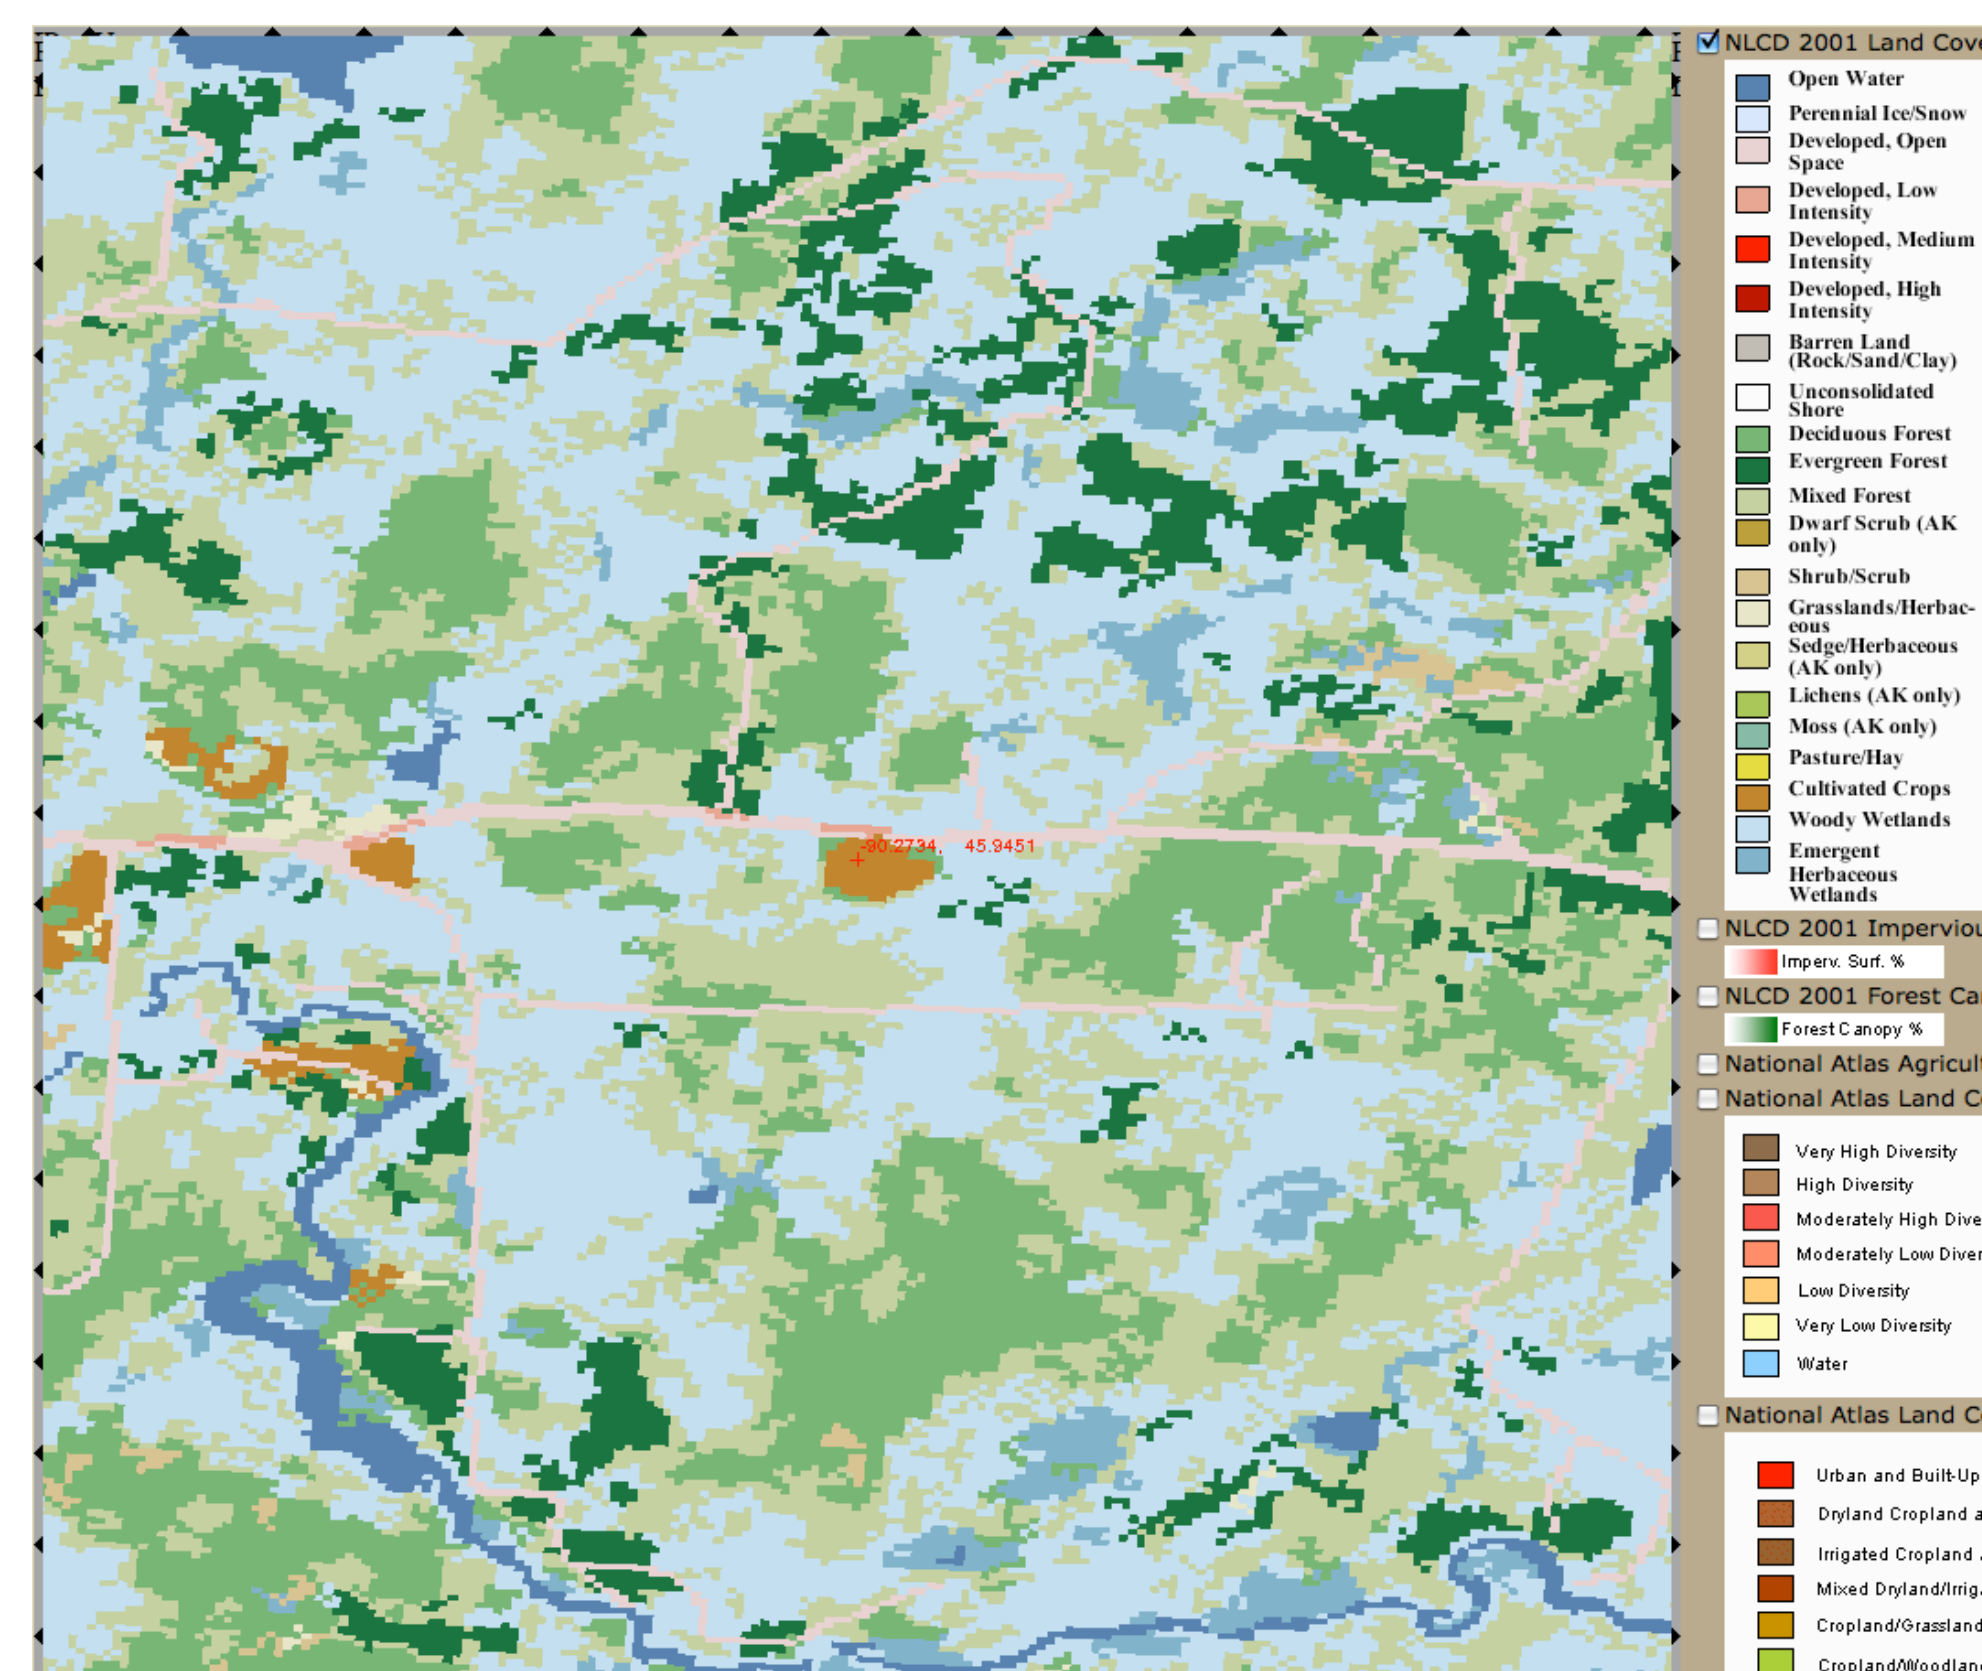 -90.2734, 45.9451
NLCD 2001 Land Cove
Open Water
Perennial Ice/Snow
Developed, Open
Space
Developed, Low
Intensity
Developed, Medium
Intensity
Developed, High
Intensity
Barren Land
(Rock/Sand/Clay)
Unconsolidated
Shore
Deciduous Forest
Evergreen Forest
Mixed Forest
Dwarf Scrub (AK
only)
Shrub/Scrub
Grasslands/Herbac-
eous
Sedge/Herbaceous
(AK only)
Lichens (AK only)
Moss (AK only)
Pasture/Hay
Cultivated Crops
Woody Wetlands
Emergent
Herbaceous
Wetlands
NLCD 2001 Imperviou
Imperv. Surf. %
NLCD 2001 Forest Ca
Forest Canopy %
National Atlas Agricult
National Atlas Land C
Very High Diversity
High Diversity
Moderately High Dive
Moderately Low Diver
Low Diversity
Very Low Diversity
Water
National Atlas Land C
Urban and Built-Up
Dryland Cropland a
Irrigated Cropland
Mixed Dryland/Irrig.
Cropland/Grassland
Cropland/Woodland